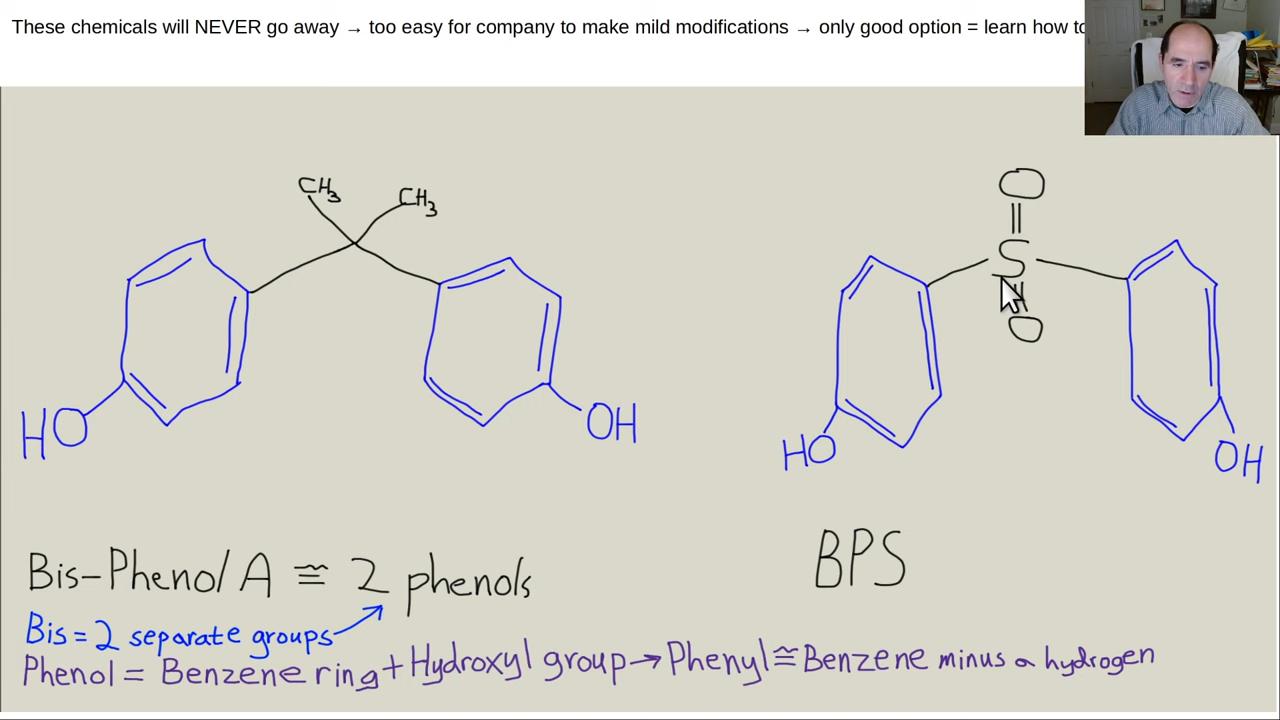 These chemicals will NEVER go away → too easy for company to make mild modifications → only good option = learn how to
CH3
CH3
O
S
O
HO
OH
HO
OH
Bis-Phenol A ≅ 2 phenols
BPS
Bis = 2 separate groups
Phenol = Benzene ring + Hydroxyl group → Phenyl ≅ Benzene minus a hydrogen